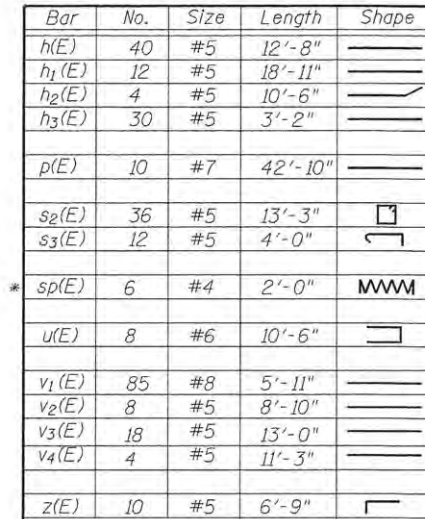 Bar No. Size Length Shape
h(E) 40 #5 12'-8"
h1(E) 12 #5 18'-11"
h2(E) 4 #5 10'-6"
h3(E) 30 #5 3'-2"
p(E) 10 #7 42'-10"
s2(E) 36 #5 13'-3"
s3(E) 12 #5 4'-0"
* sp(E) 6 #4 2'-0"
u(E) 8 #6 10'-6"
v1(E) 85 #8 5'-11"
v2(E) 8 #5 8'-10"
v3(E) 18 #5 13'-0"
v4(E) 4 #5 11'-3"
z(E) 10 #5 6'-9"